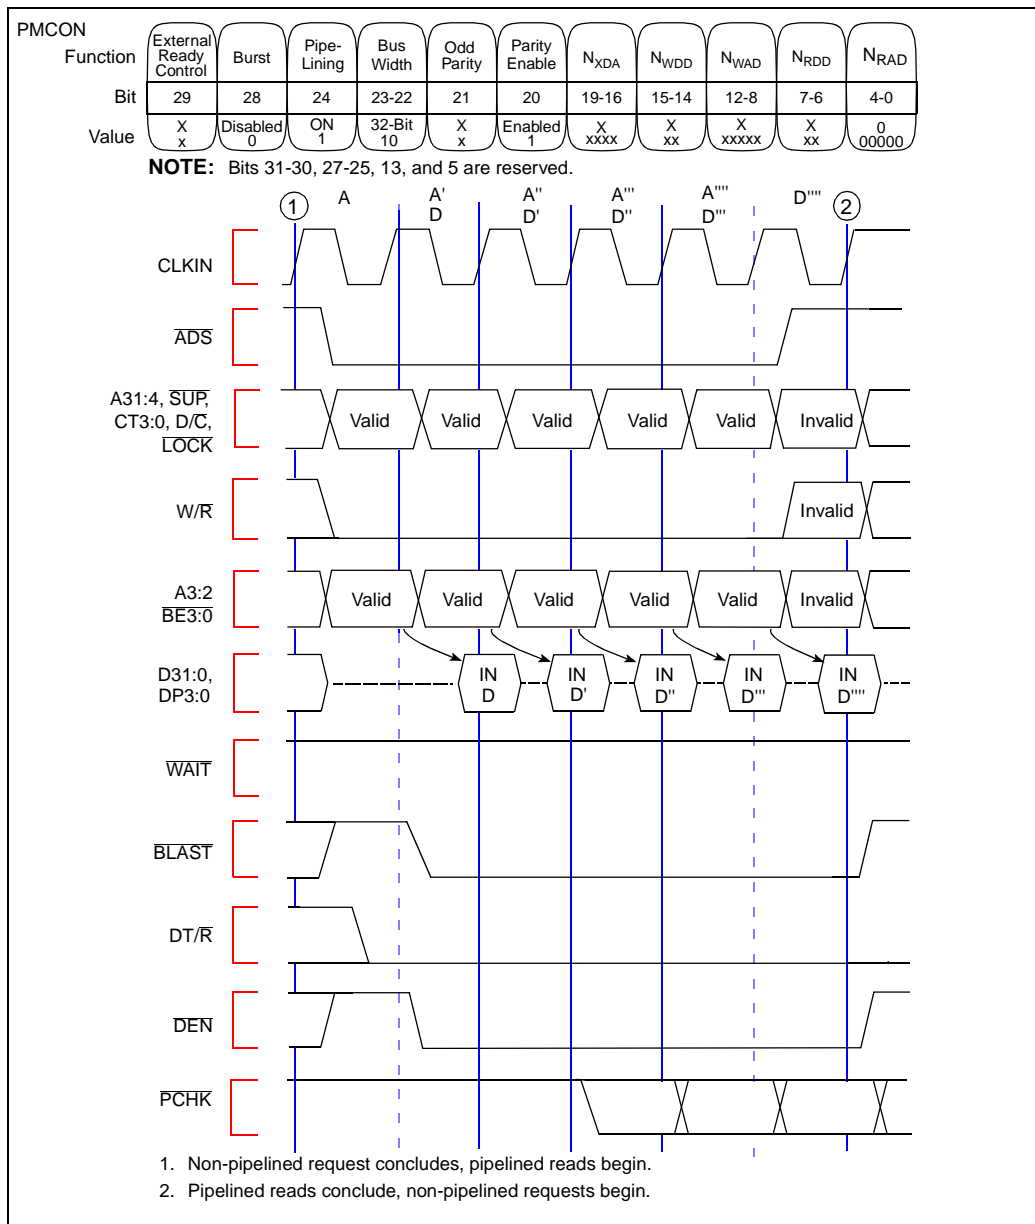 PMCON
Function External Ready Control Burst Pipe-Lining Bus Width Odd Parity Parity Enable NXDA NWDD NWAD NRDD NRAD
Bit 29 28 24 23-22 21 20 19-16 15-14 12-8 7-6 4-0
Value X x Disabled 0 ON 1 32-Bit 10 X x Enabled 1 X xxxx X xx X xxxxx X xx 0 00000
NOTE: Bits 31-30, 27-25, 13, and 5 are reserved.
1 A A' A'' A''' A'''' D'''' 2
D D' D'' D'''
CLKIN
ADS
A31:4, SUP,
CT3:0, D/C,
LOCK
Valid Valid Valid Valid Valid Invalid
W/R
Invalid
A3:2
BE3:0
Valid Valid Valid Valid Valid Invalid
D31:0,
DP3:0
IN IN IN IN IN
D D' D'' D''' D''''
WAIT
BLAST
DT/R
DEN
PCHK
1. Non-pipelined request concludes, pipelined reads begin.
2. Pipelined reads conclude, non-pipelined requests begin.